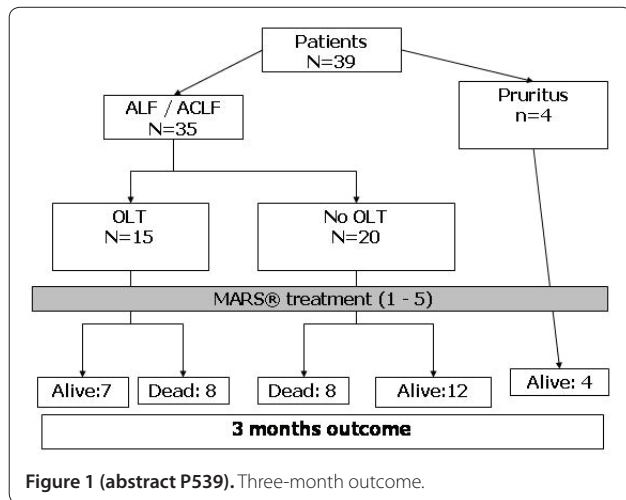 Patients
N=39
ALF / ACLF
N=35
Pruritus
n=4
OLT
N=15
No OLT
N=20
MARS® treatment (1 - 5)
Alive:7
Dead: 8
Dead: 8
Alive:12
Alive: 4
3 months outcome
Figure 1 (abstract P539). Three-month outcome.